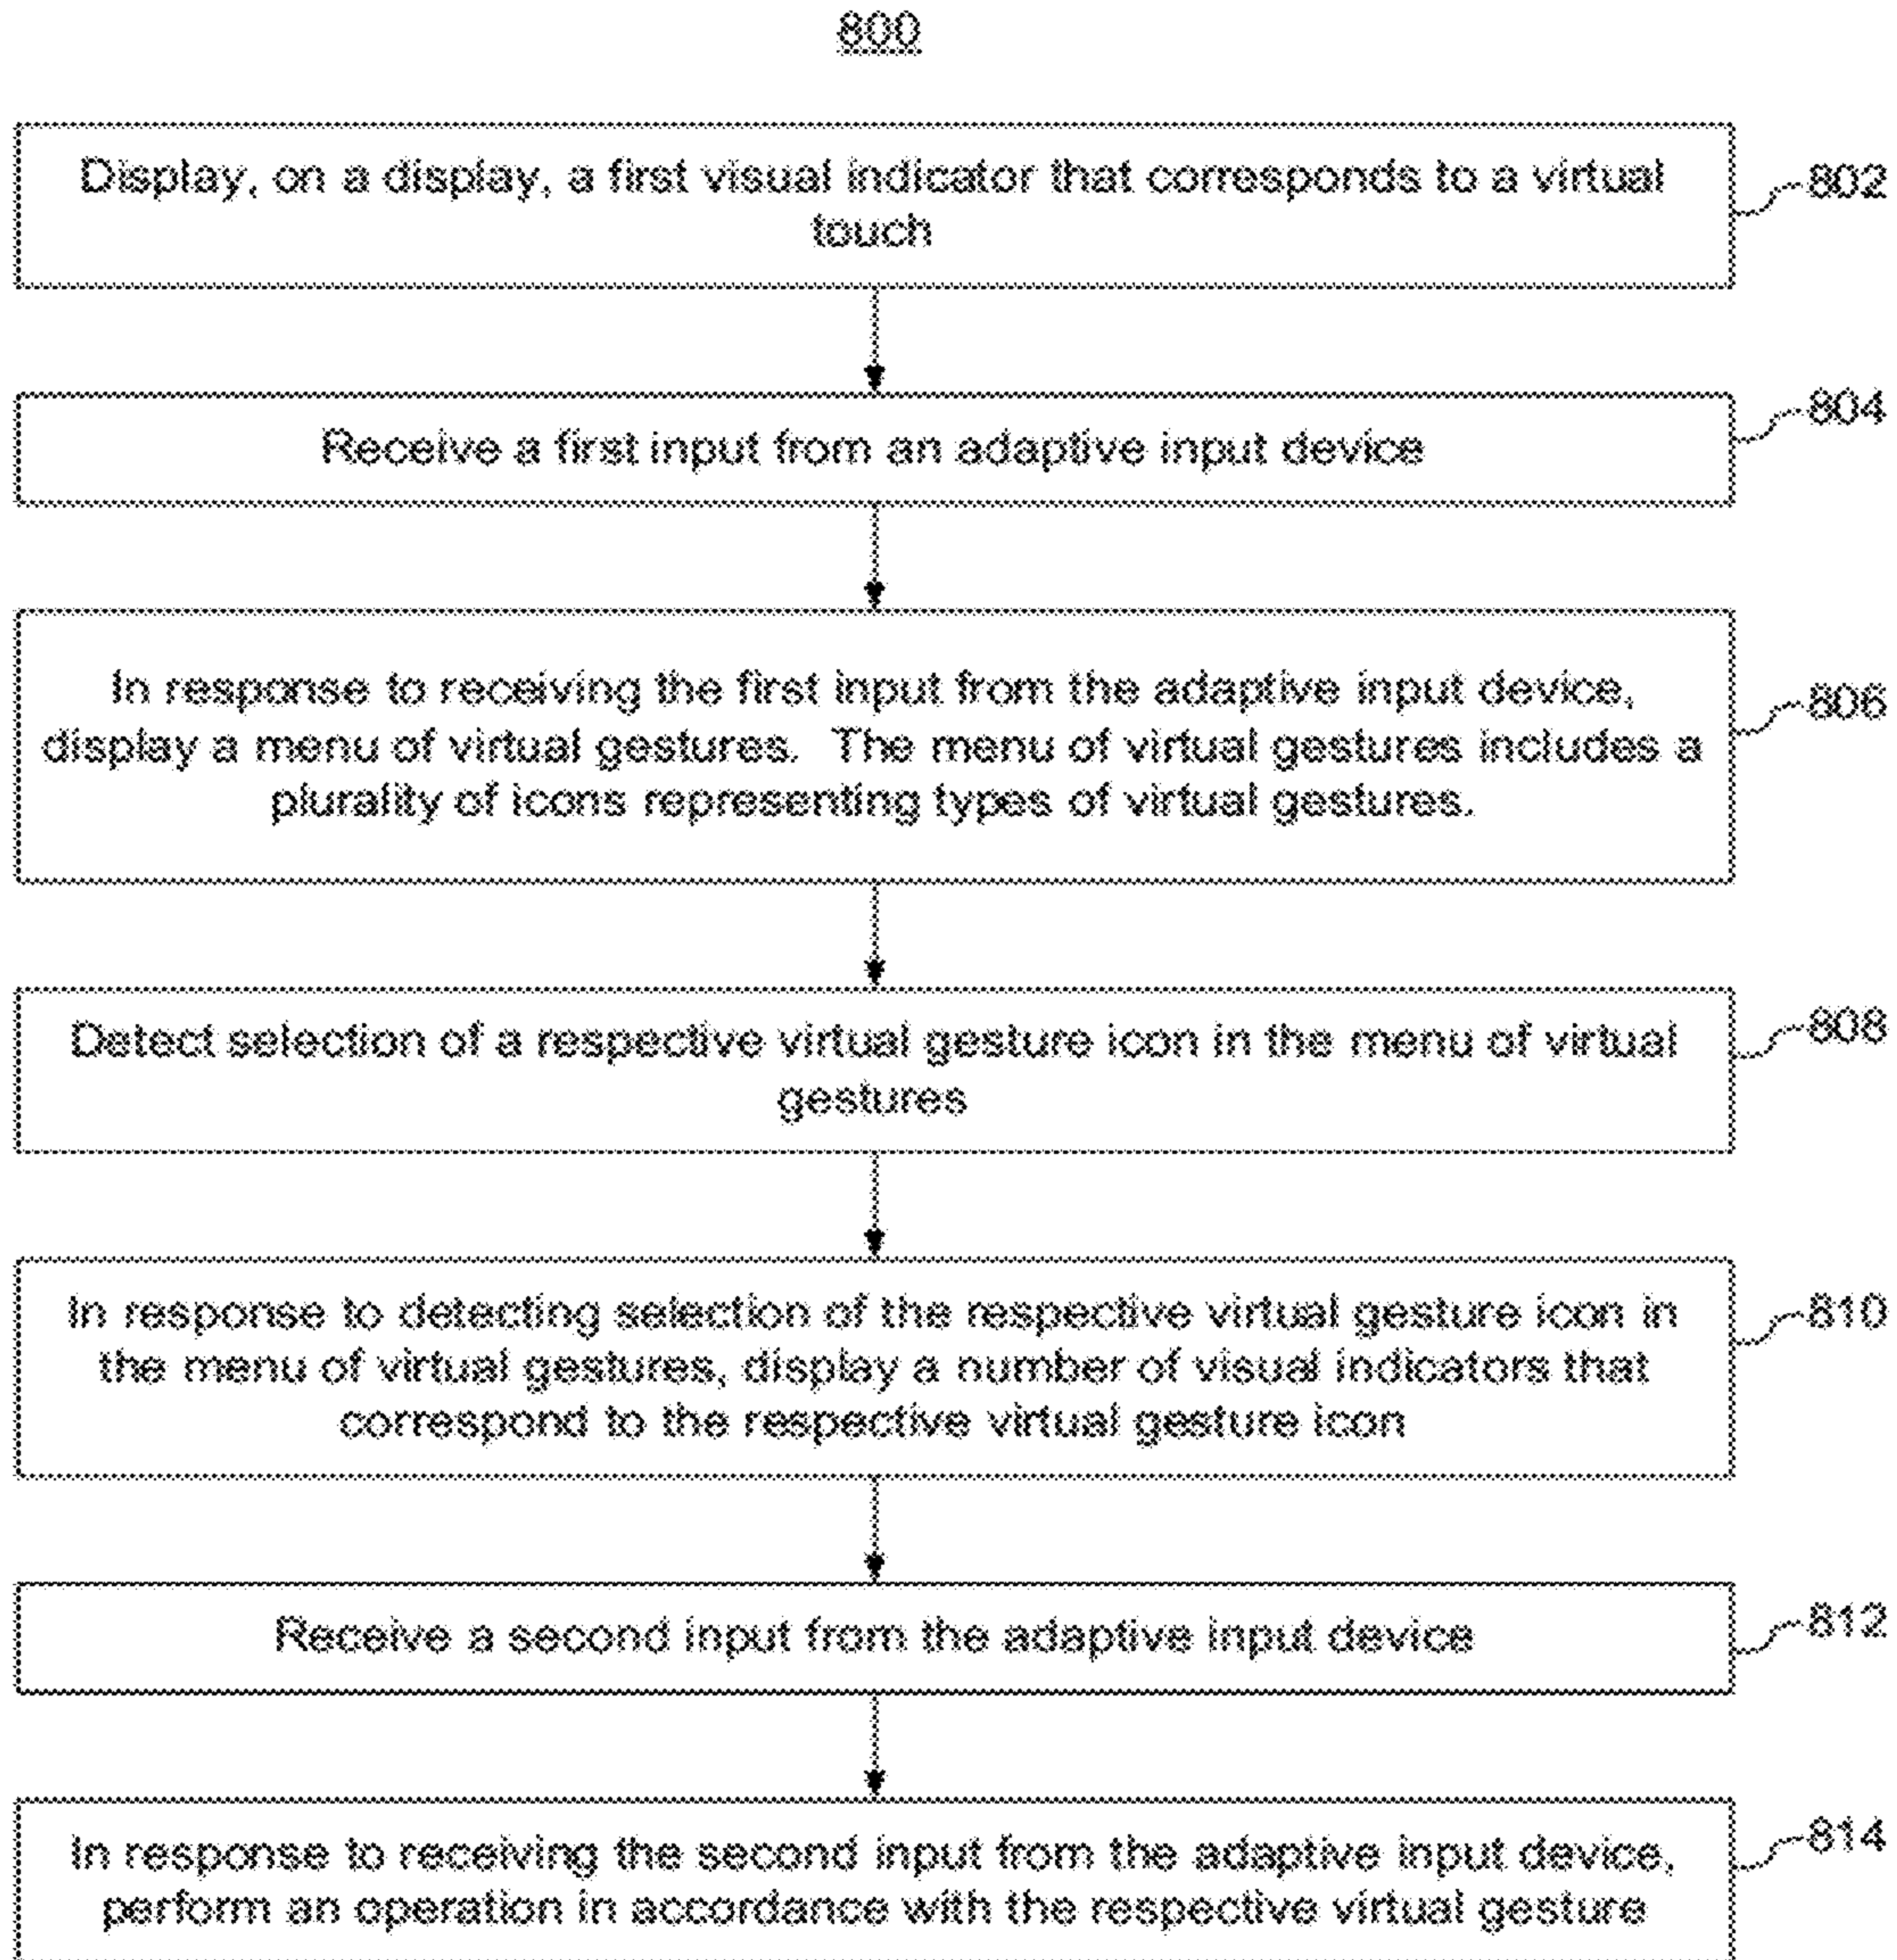 800
Display, on a display, a first visual indicator that corresponds to a virtual
touch
802
Receive a first input from an adaptive input device
804
In response to receiving the first input from the adaptive input device,
display a menu of virtual gestures. The menu of virtual gestures includes a
plurality of icons representing types of virtual gestures.
806
Detect selection of a respective virtual gesture icon in the menu of virtual
gestures
808
In response to detecting selection of the respective virtual gesture icon in
the menu of virtual gestures, display a number of visual indicators that
correspond to the respective virtual gesture icon
810
Receive a second input from the adaptive input device
812
In response to receiving the second input from the adaptive input device,
perform an operation in accordance with the respective virtual gesture
814